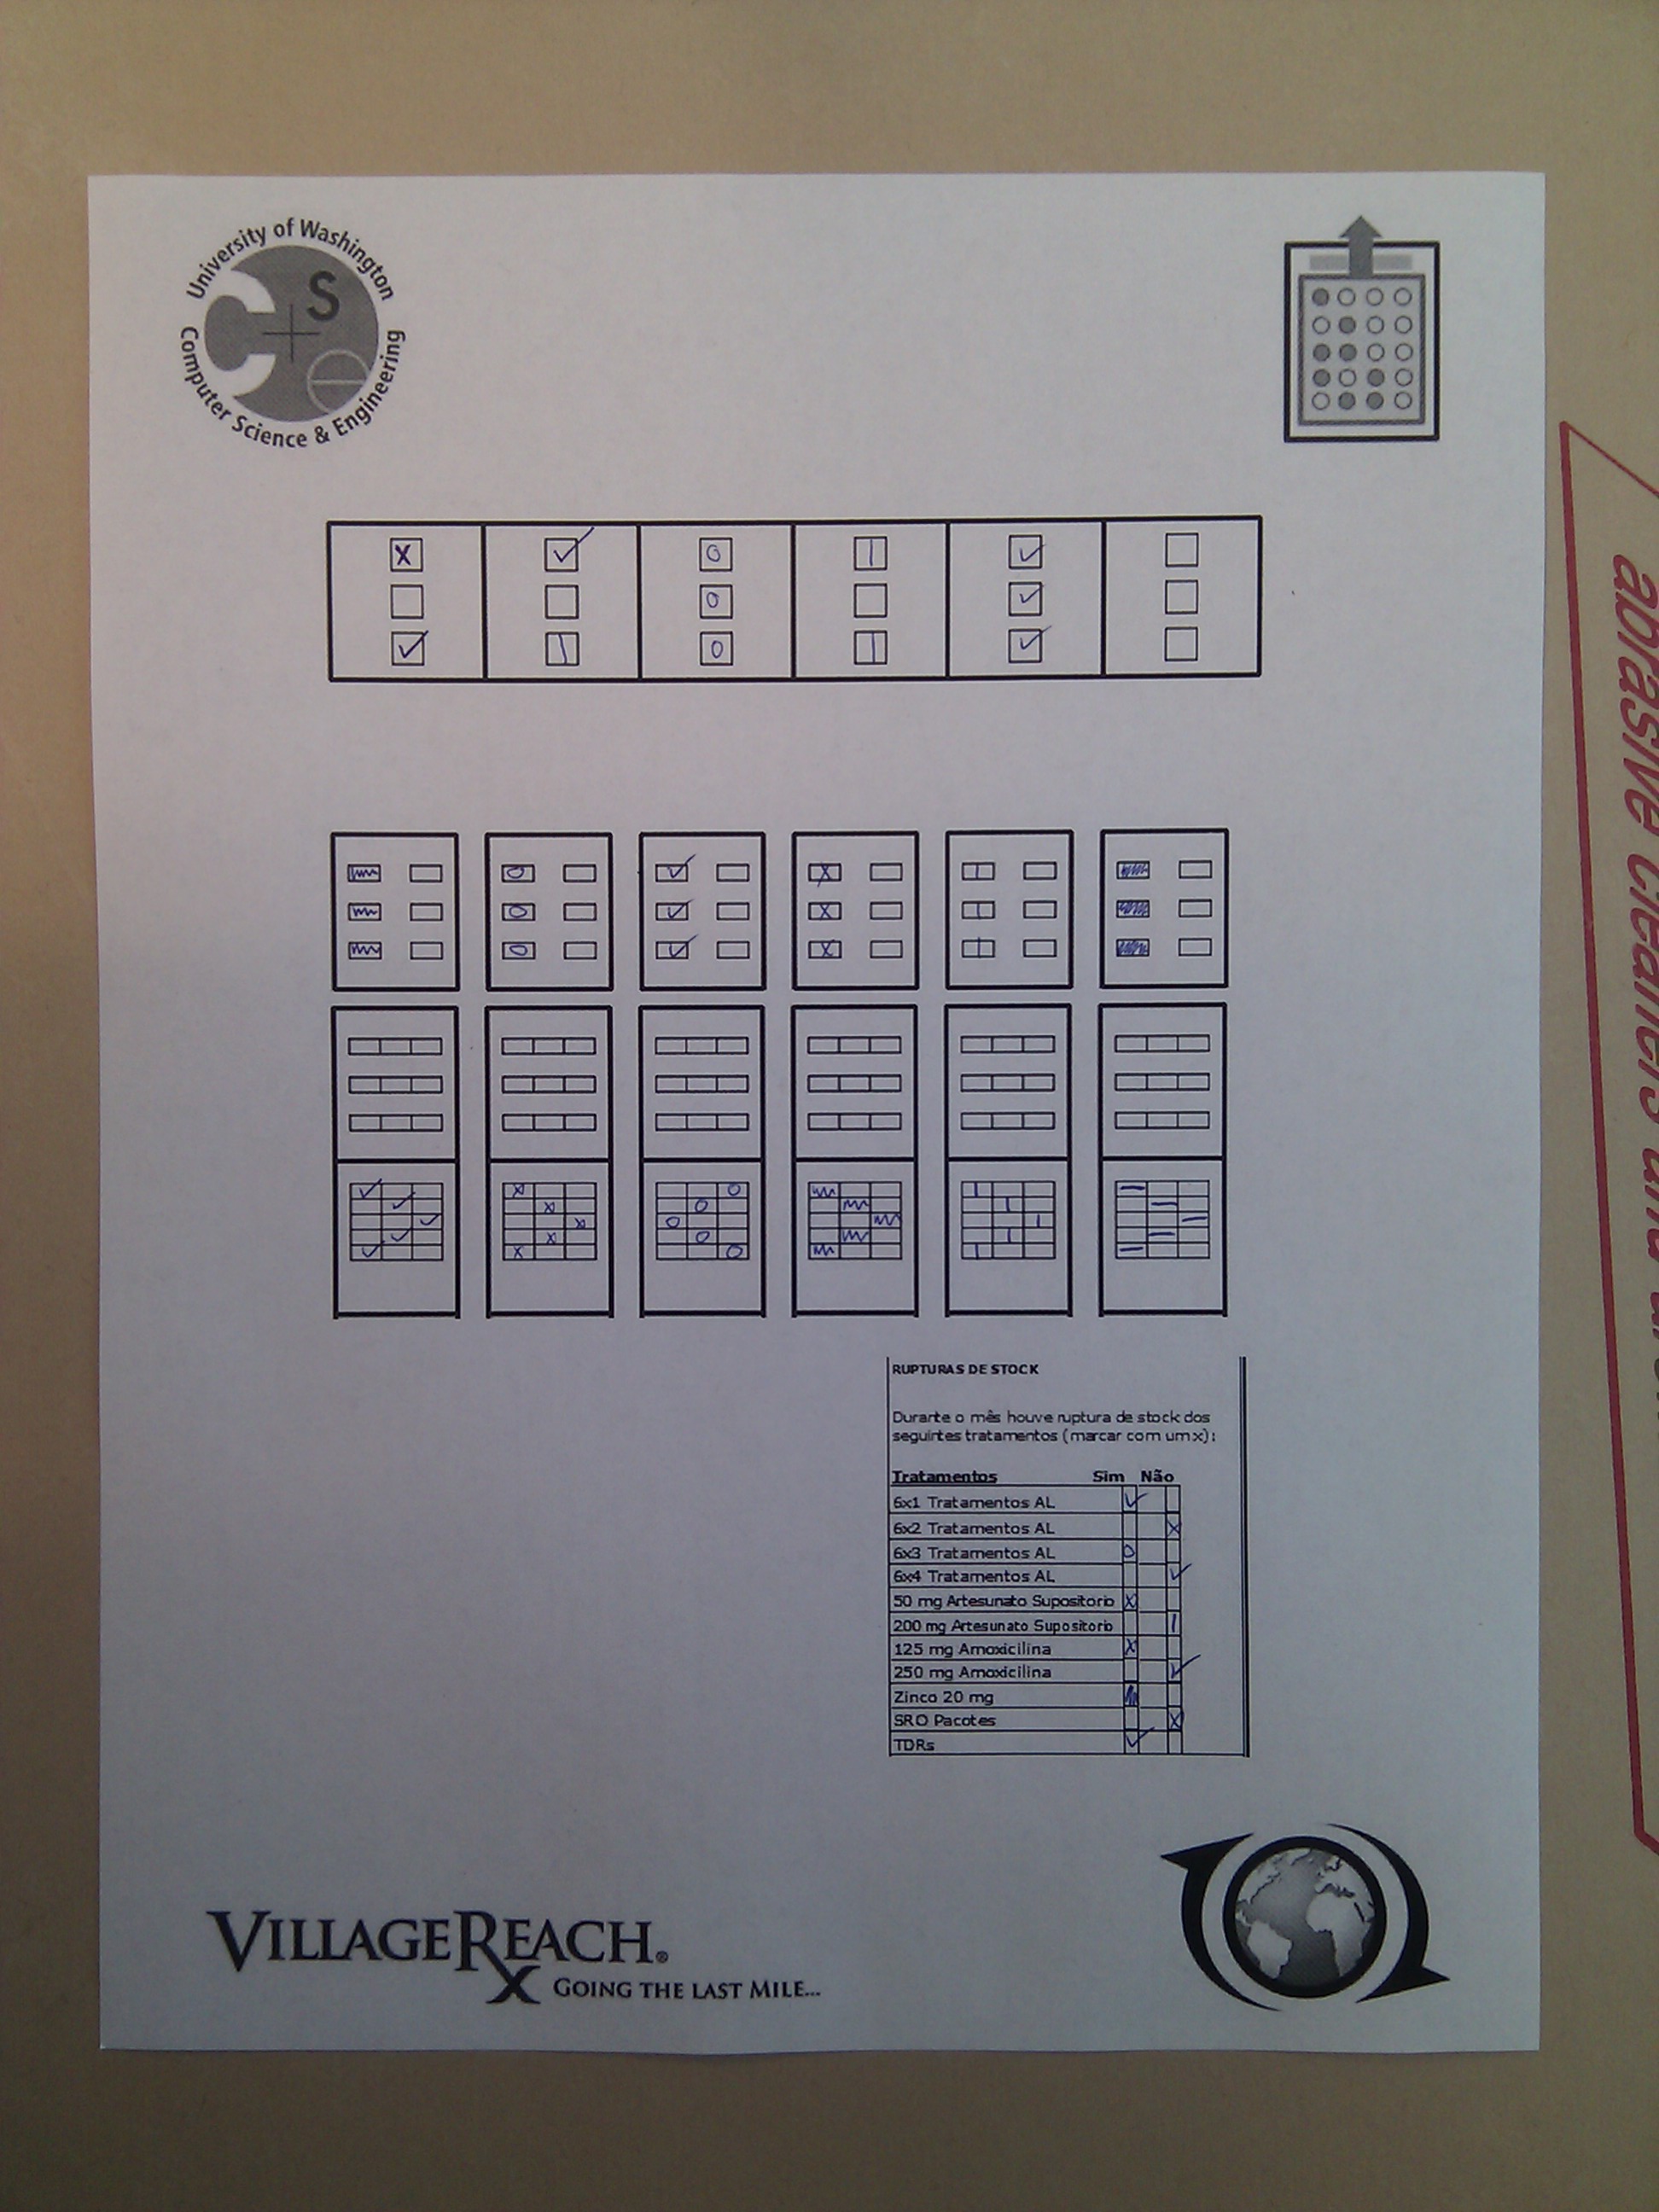 University of Washington
Computer Science & Engineering
C S e
RUPTURAS DE STOCK
Durante o mês houve ruptura de stock dos
seguintes tratamentos (marcar com um x):
Tratamentos Sim Não
6x1 Tratamentos AL
6x2 Tratamentos AL
6x3 Tratamentos AL
6x4 Tratamentos AL
50 mg Artesunato Supositorio
200 mg Artesunato Supositorio
125 mg Amoxicilina
250 mg Amoxicilina
Zinco 20 mg
SRO Pacotes
TDRs
VILLAGEREACH®
GOING THE LAST MILE...
abrasive cleaners